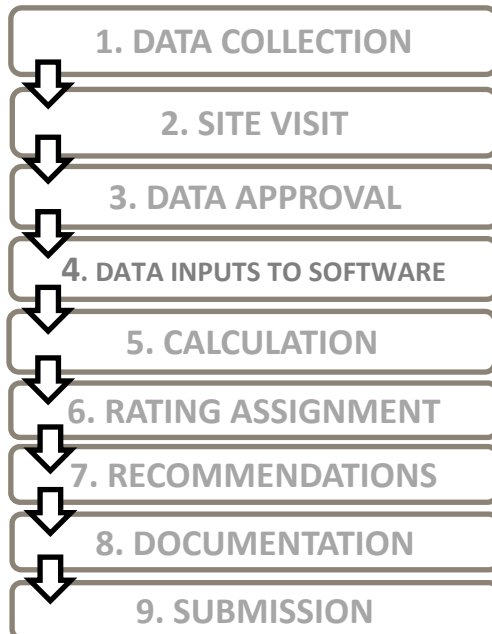 1. DATA COLLECTION
2. SITE VISIT
3. DATA APPROVAL
4. DATA INPUTS TO SOFTWARE
5. CALCULATION
6. RATING ASSIGNMENT
7. RECOMMENDATIONS
8. DOCUMENTATION
9. SUBMISSION